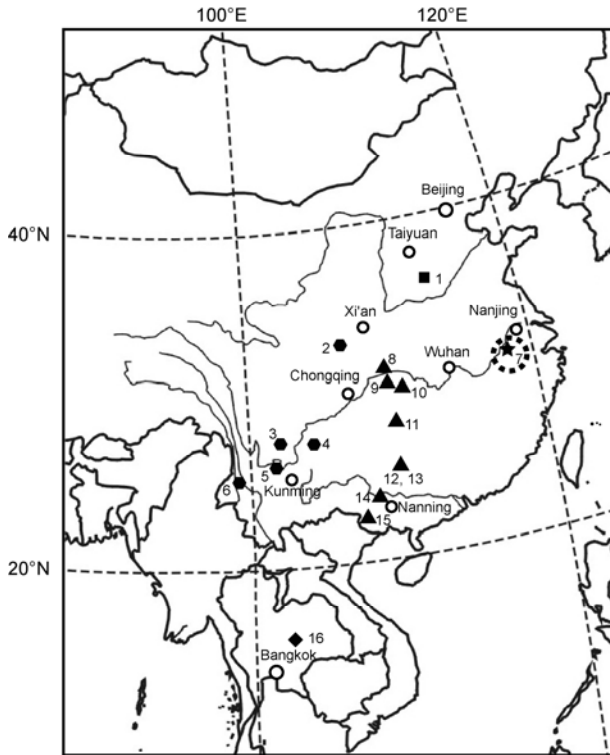 100°E 120°E
Beijing
40°N
Taiyuan
1
Xi'an
Nanjing
2
8
Wuhan
7
Chongqing
9 10
11
3 4
5
Kunming
6
12, 13
14
Nanning
15
20°N
16
Bangkok